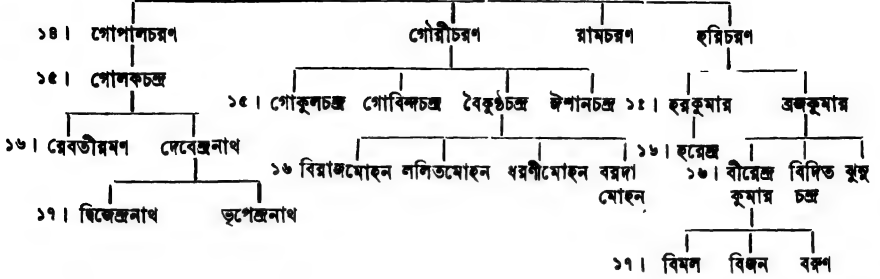 ১৪। গোপালচরণ গৌরীচরণ রামচরণ হরিচরণ
১৫। গোলকচন্দ্র
১৫। গোকুলচন্দ্র গোবিন্দচন্দ্র বৈকুণ্ঠচন্দ্র ঈশানচন্দ্র ১৫। হরকুমার ব্রজকুমার
১৬। রেবতীরমণ দেবেন্দ্রনাথ
১৬। হরেন্দ্র
১৬ বিরাজমোহন ললিতমোহন ধরণীমোহন বরদা ১৬। বীরেন্দ্র বিদিত ঝুনু
মোহন কুমার চন্দ্র
১৭। দ্বিজেন্দ্রনাথ ভূপেন্দ্রনাথ
১৭। বিমল বিজন বরুণ